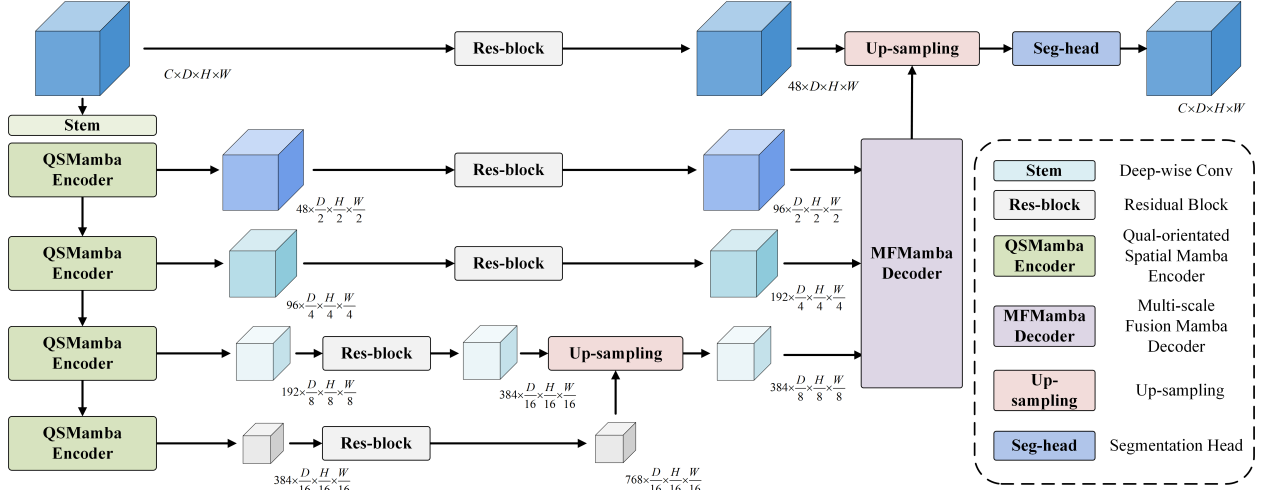 Res-block
Up-sampling
Seg-head
C×D×H×W
48×D×H×W
C×D×H×W
Stem
QSMamba
Encoder
Res-block
48×D/2×H/2×W/2
96×D/2×H/2×W/2
QSMamba
Encoder
Res-block
96×D/4×H/4×W/4
192×D/4×H/4×W/4
MFMamba
Decoder
QSMamba
Encoder
Res-block
Up-sampling
192×D/8×H/8×W/8
384×D/16×H/16×W/16
384×D/8×H/8×W/8
QSMamba
Encoder
Res-block
384×D/16×H/16×W/16
768×D/16×H/16×W/16
Stem
Deep-wise Conv
Res-block
Residual Block
QSMamba
Encoder
Qual-orientated
Spatial Mamba
Encoder
MFMamba
Decoder
Multi-scale
Fusion Mamba
Decoder
Up-
sampling
Up-sampling
Seg-head
Segmentation Head